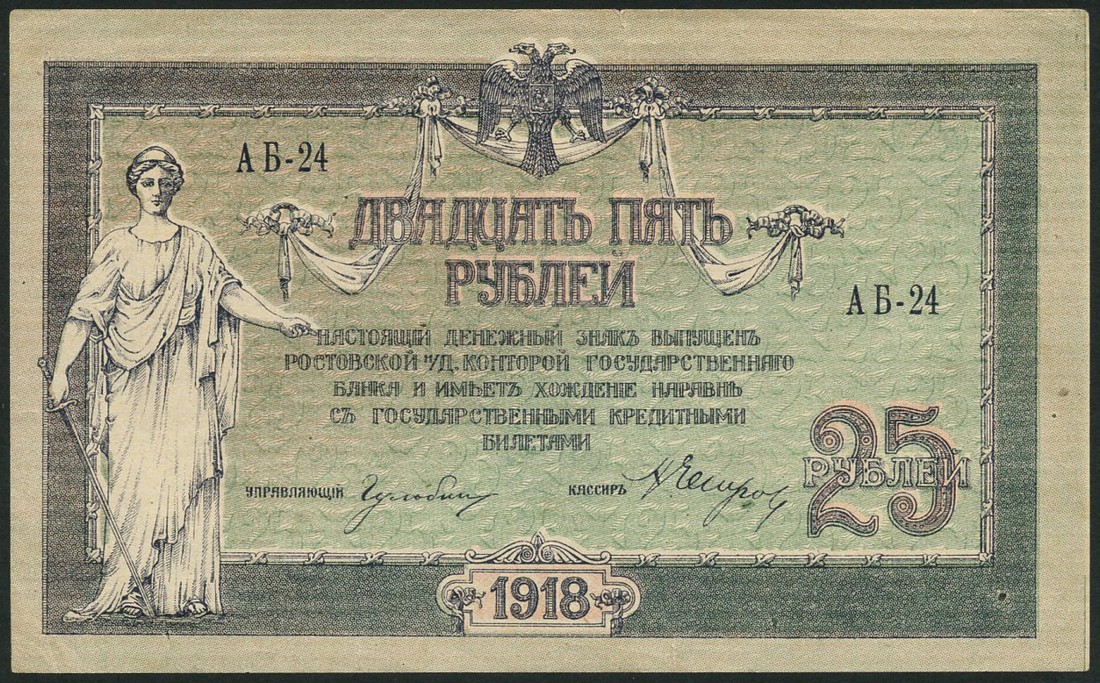 АБ-24
ДВАДЦАТЬ ПЯТЬ
РУБЛЕЙ
АБ-24
НАСТОЯЩІЙ ДЕНЕЖНЫЙ ЗНАКЪ ВЫПУЩЕНЪ
РОСТОВСКОЙ н/Д. КОНТОРОЙ ГОСУДАРСТВЕННАГО
БАНКА И ИМѢЕТЪ ХОЖДЕНІЕ НАРАВНѢ
СЪ ГОСУДАРСТВЕННЫМИ КРЕДИТНЫМИ
БИЛЕТАМИ
25
РУБЛЕЙ
УПРАВЛЯЮЩІЙ
КАССИРЪ
1918